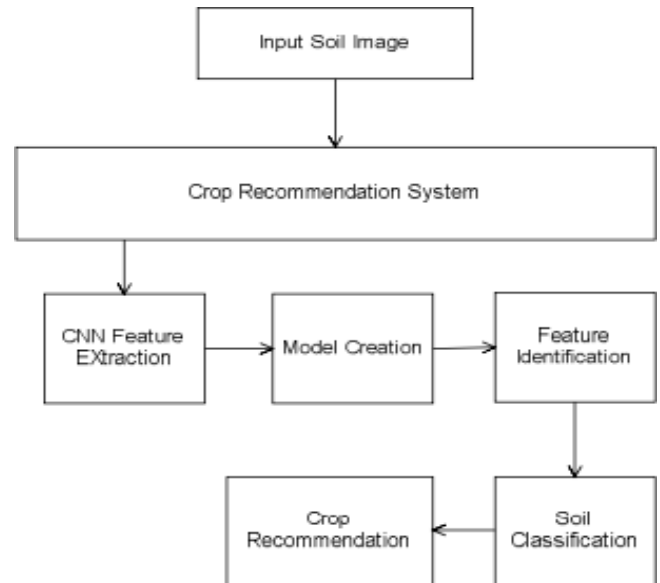 Input Soil Image
Crop Recommendation System
CNN Feature
EXtraction
Model Creation
Feature
Identification
Crop
Recommendation
Soil
Classification